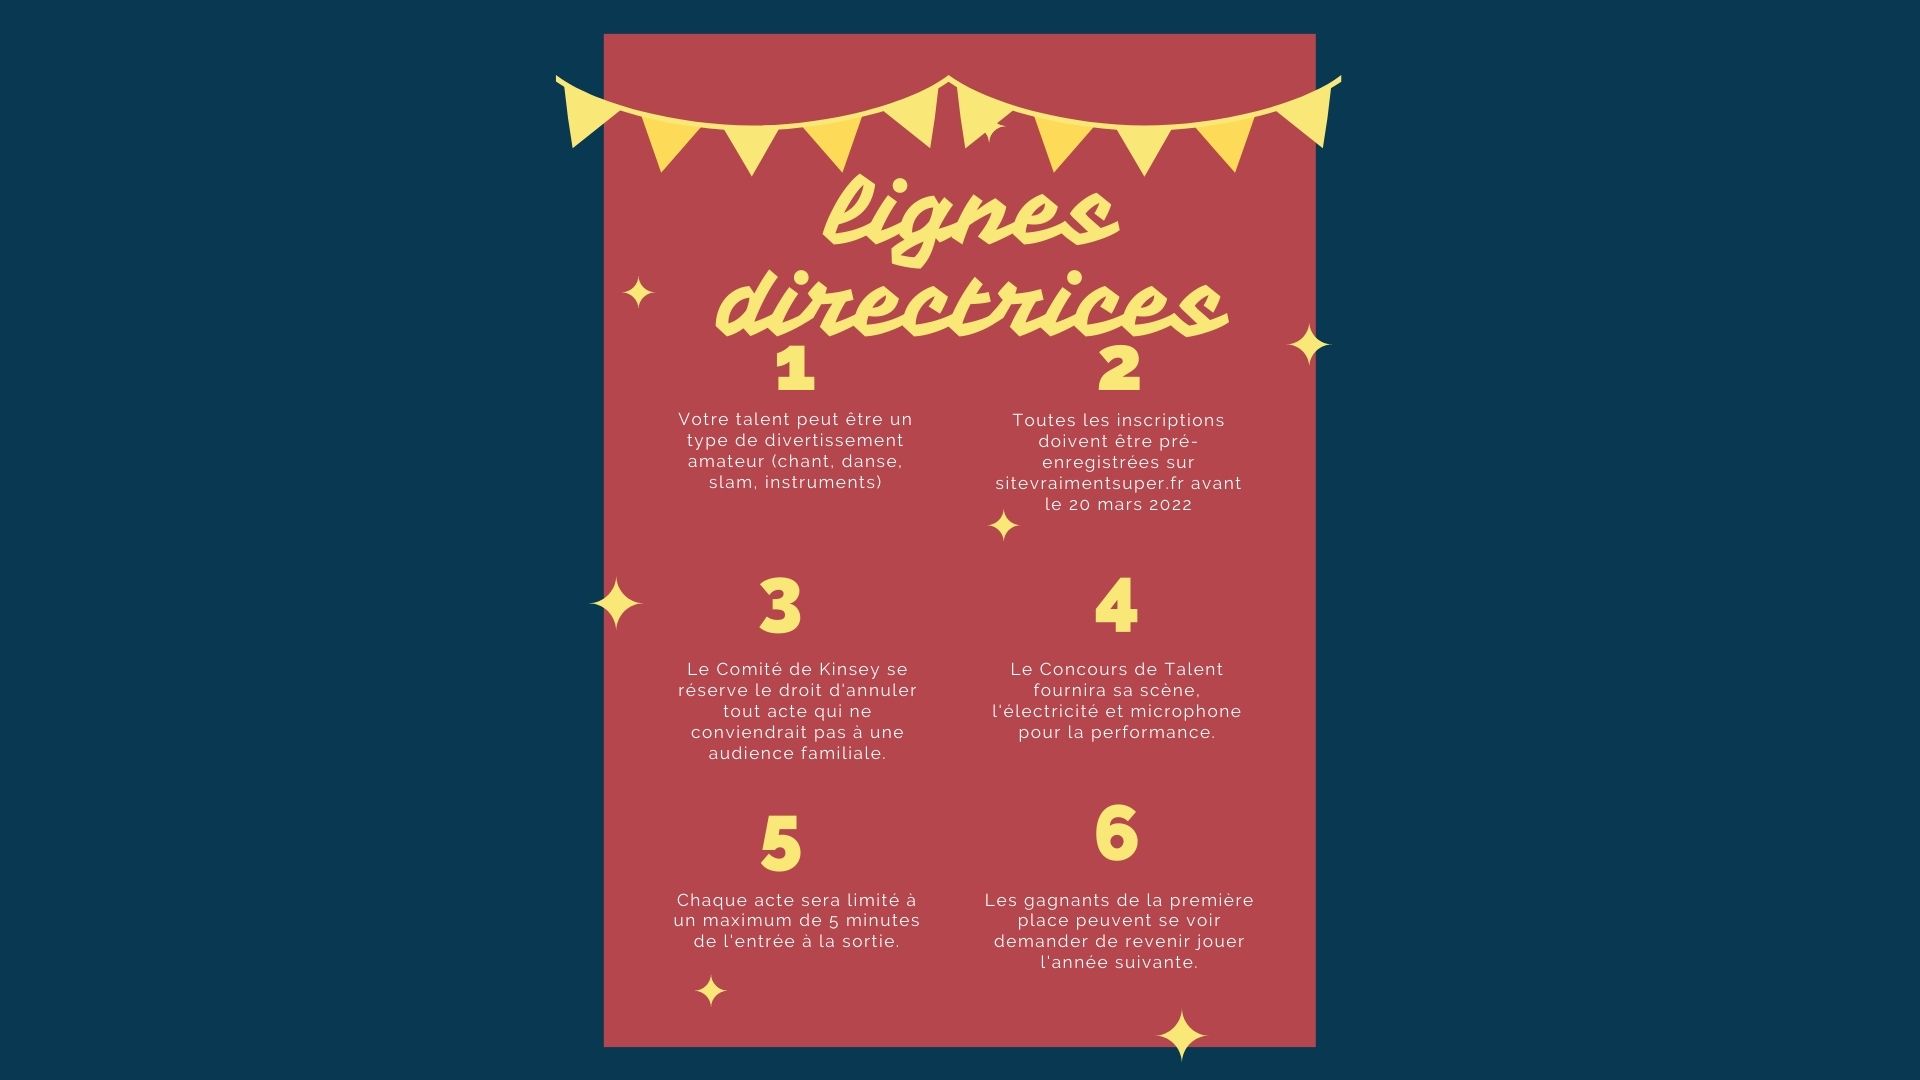 lignes
directrices
1
Votre talent peut être un
type de divertissement
amateur (chant, danse,
slam, instruments)
2
Toutes les inscriptions
doivent être pré-
enregistrées sur
sitevraimentsuper.fr avant
le 20 mars 2022
3
Le Comité de Kinsey se
réserve le droit d'annuler
tout acte qui ne
conviendrait pas à une
audience familiale.
4
Le Concours de Talent
fournira sa scène,
l'électricité et microphone
pour la performance.
5
Chaque acte sera limité à
un maximum de 5 minutes
de l'entrée à la sortie.
6
Les gagnants de la première
place peuvent se voir
demander de revenir jouer
l'année suivante.